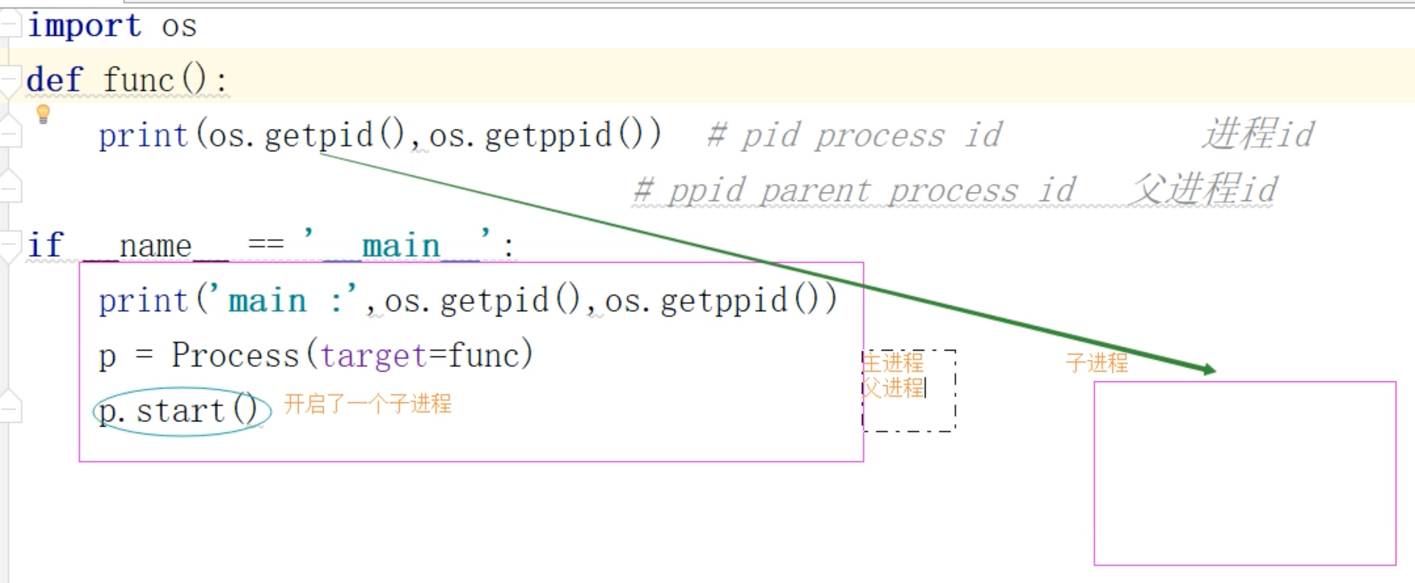 import os
def func():
print(os.getpid(),os.getppid()) # pid process id 进程id
# ppid parent process id 父进程id
if __name__ == '__main__':
print('main :',os.getpid(),os.getppid())
p = Process(target=func)
主进程
子进程
父进程
p.start()
开启了一个子进程